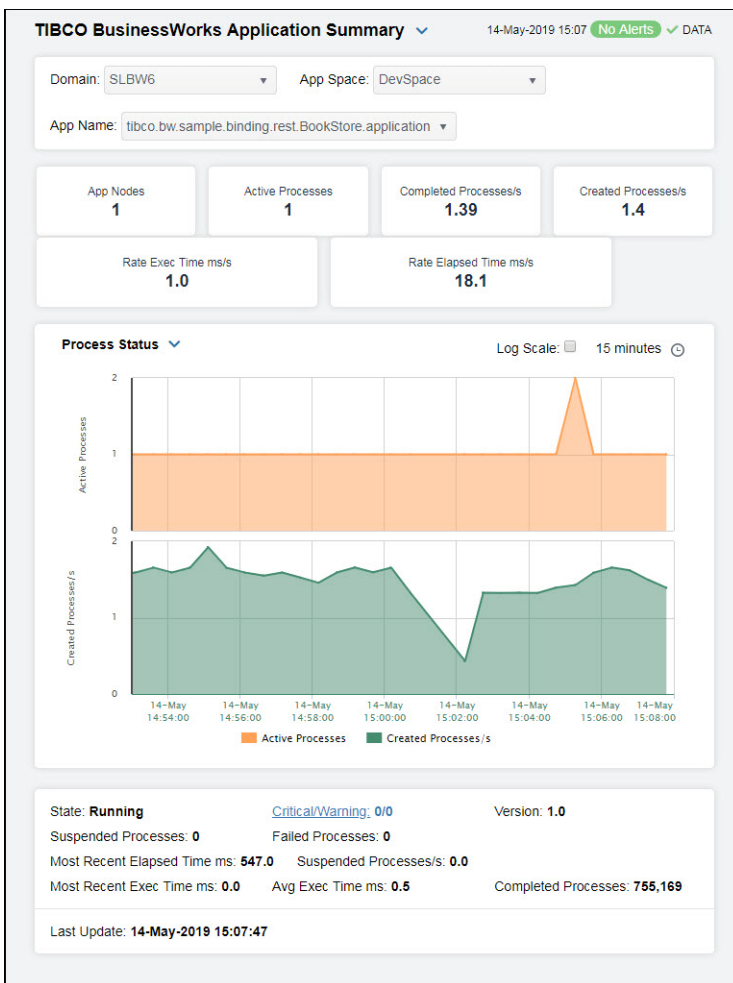 TIBCO BusinessWorks Application Summary 14-May-2019 15:07 No Alerts DATA
Domain: SLBW6 App Space: DevSpace
App Name: tibco.bw.sample.binding.rest.BookStore.application
App Nodes Active Processes Completed Processes/s Created Processes/s
1 1 1.39 1.4
Rate Exec Time ms/s Rate Elapsed Time ms/s
1.0 18.1
Process Status Log Scale: 15 minutes
2
Active Processes
1
0
2
Created Processes/s
1
0
14-May 14-May 14-May 14-May 14-May 14-May 14-May 14-May
14:54:00 14:56:00 14:58:00 15:00:00 15:02:00 15:04:00 15:06:00 15:08:00
Active Processes Created Processes/s
State: Running Critical/Warning: 0/0 Version: 1.0
Suspended Processes: 0 Failed Processes: 0
Most Recent Elapsed Time ms: 547.0 Suspended Processes/s: 0.0
Most Recent Exec Time ms: 0.0 Avg Exec Time ms: 0.5 Completed Processes: 755,169
Last Update: 14-May-2019 15:07:47